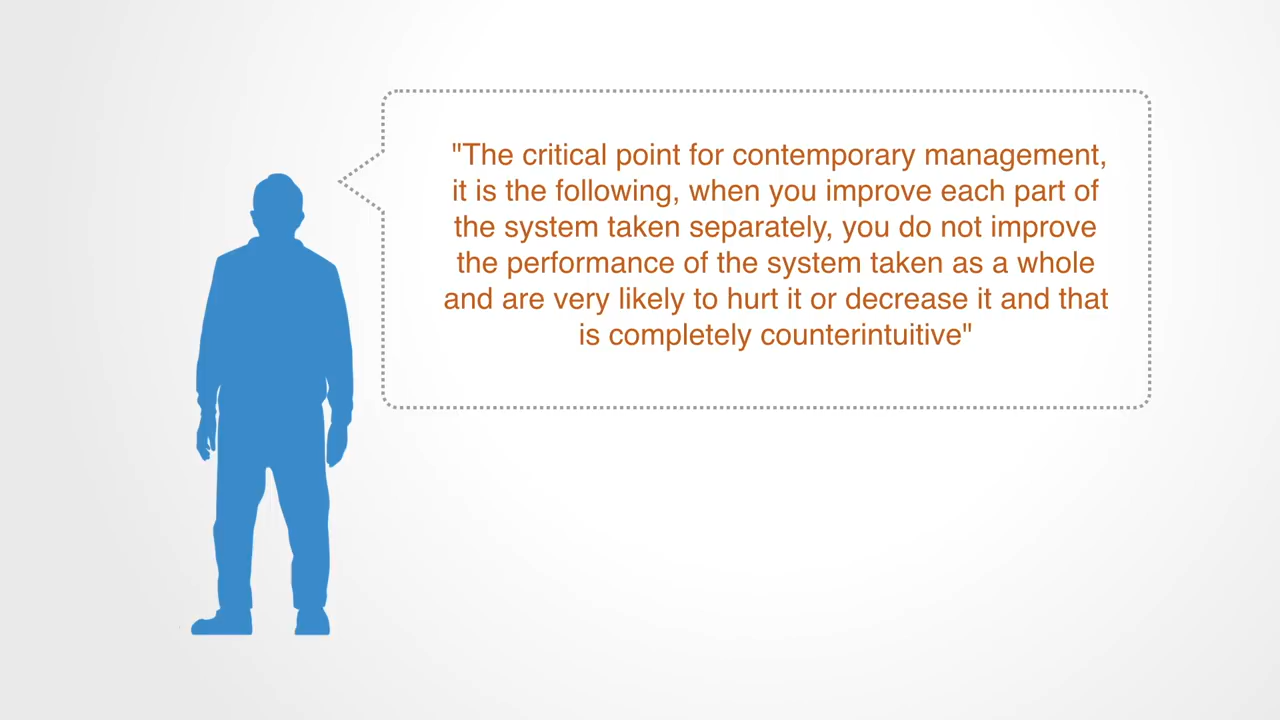 "The critical point for contemporary management,
it is the following, when you improve each part of
the system taken separately, you do not improve
the performance of the system taken as a whole
and are very likely to hurt it or decrease it and that
is completely counterintuitive"